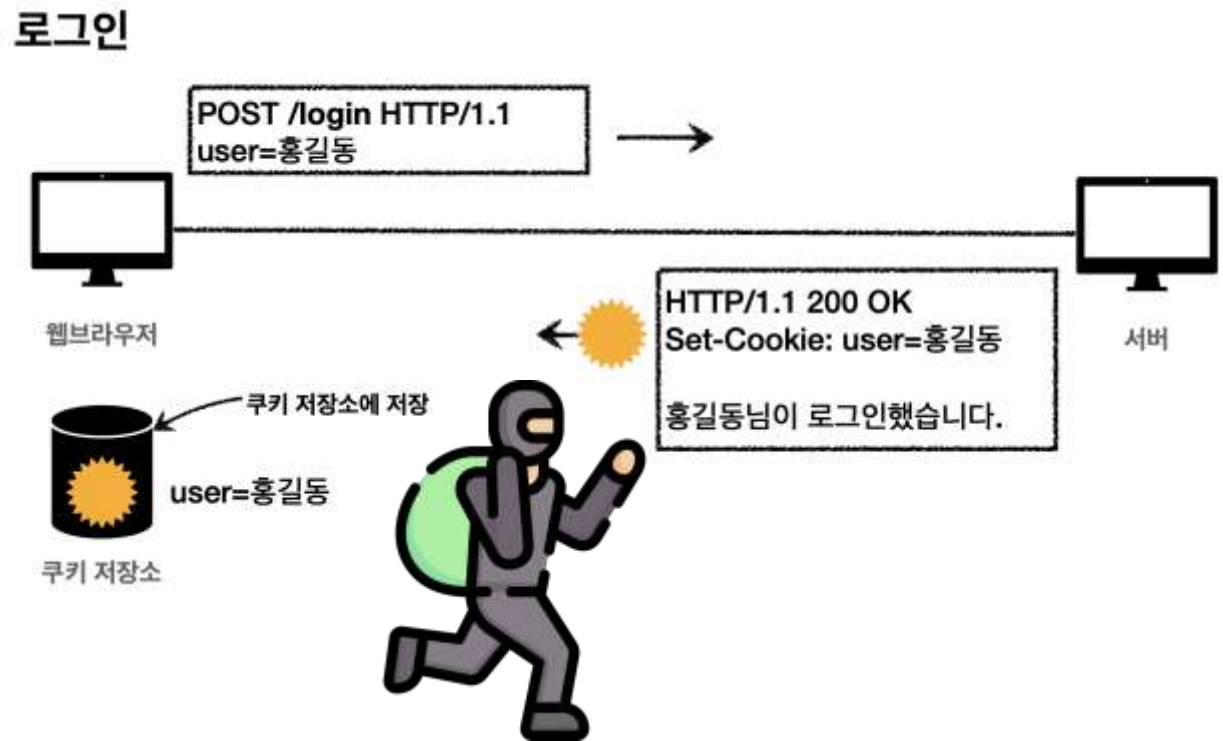 로그인
POST /login HTTP/1.1
user=홍길동
웹브라우저
HTTP/1.1 200 OK
Set-Cookie: user=홍길동
홍길동님이 로그인했습니다.
서버
쿠키 저장소에 저장
user=홍길동
쿠키 저장소